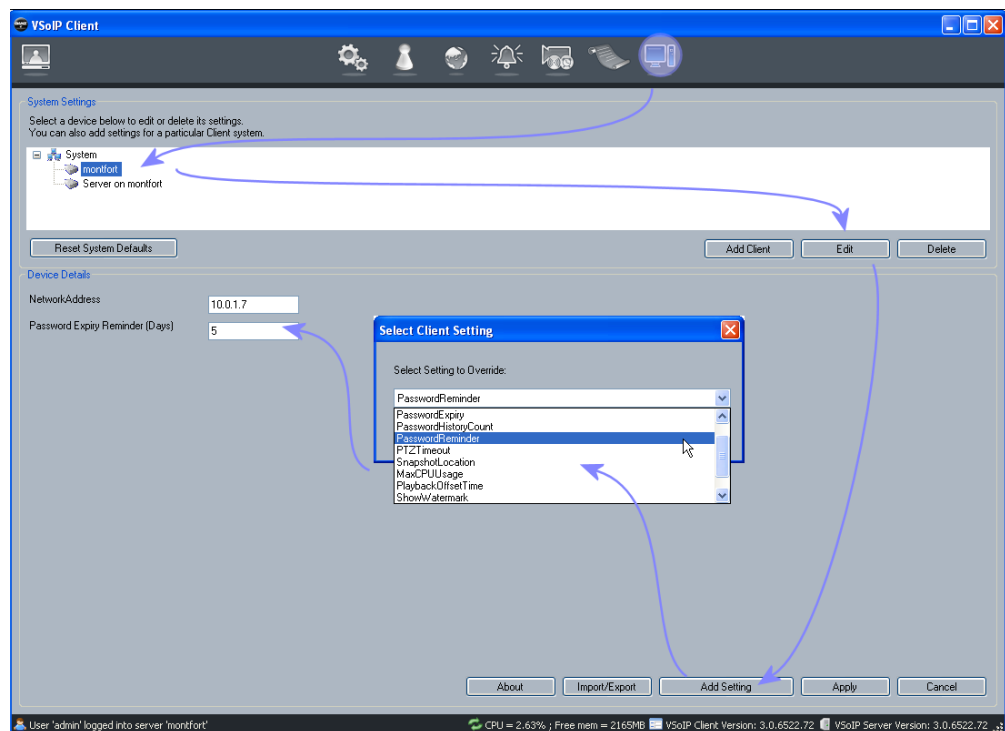 VSoIP Client
System Settings
Select a device below to edit or delete its settings.
You can also add settings for a particular Client system.
System
montfort
Server on montfort
Reset System Defaults
Add Client
Edit
Delete
Device Details
NetworkAddress
10.0.1.7
Password Expiry Reminder (Days)
5
Select Client Setting
Select Setting to Override:
PasswordReminder
PasswordExpiry
PasswordHistoryCount
PasswordReminder
PTZTimeout
SnapshotLocation
MaxCPUUsage
PlaybackOffsetTime
ShowWatermark
About
Import/Export
Add Setting
Apply
Cancel
User 'admin' logged into server 'montfort'
CPU = 2.63% ; Free mem = 2165MB
VSoIP Client Version: 3.0.6522.72
VSoIP Server Version: 3.0.6522.72